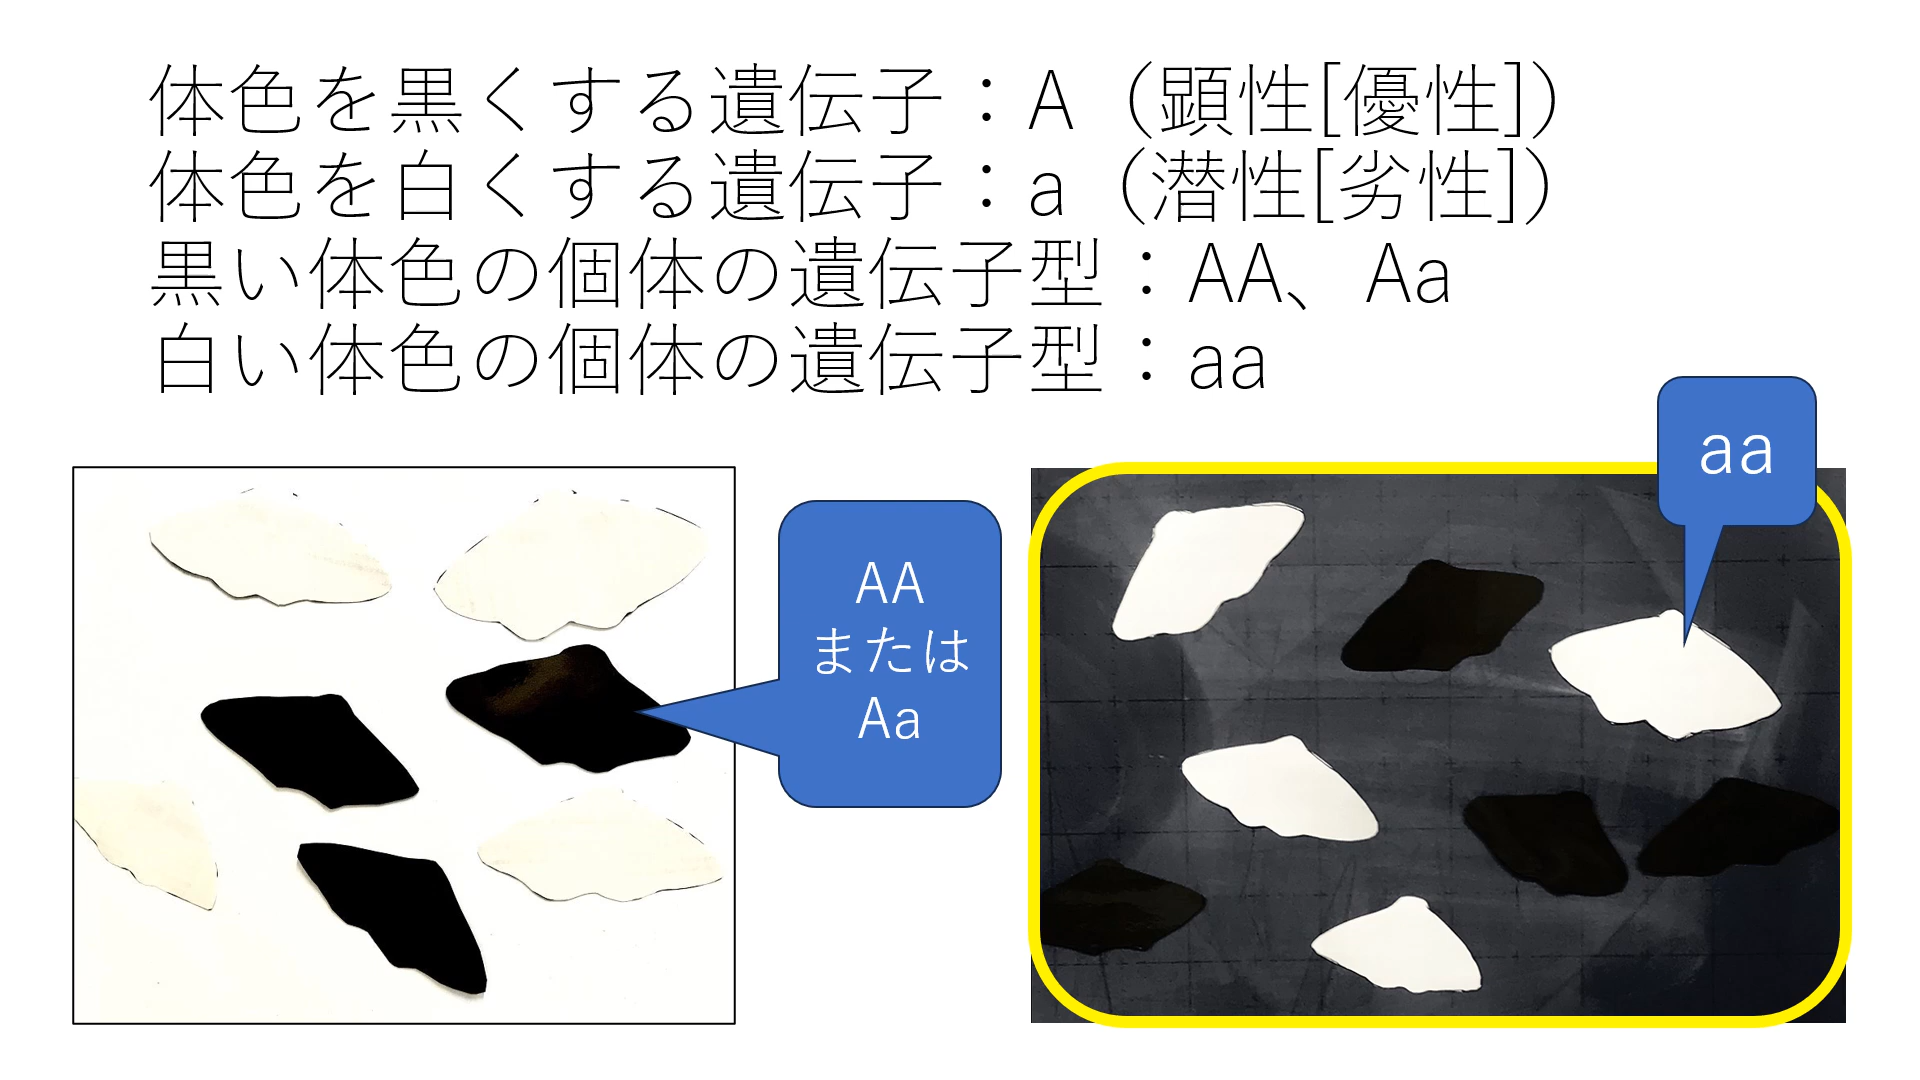 体色を黒くする遺伝子：A（顕性[優性]）
体色を白くする遺伝子：a（潜性[劣性]）
黒い体色の個体の遺伝子型：AA、Aa
白い体色の個体の遺伝子型：aa
aa
AA
または
Aa